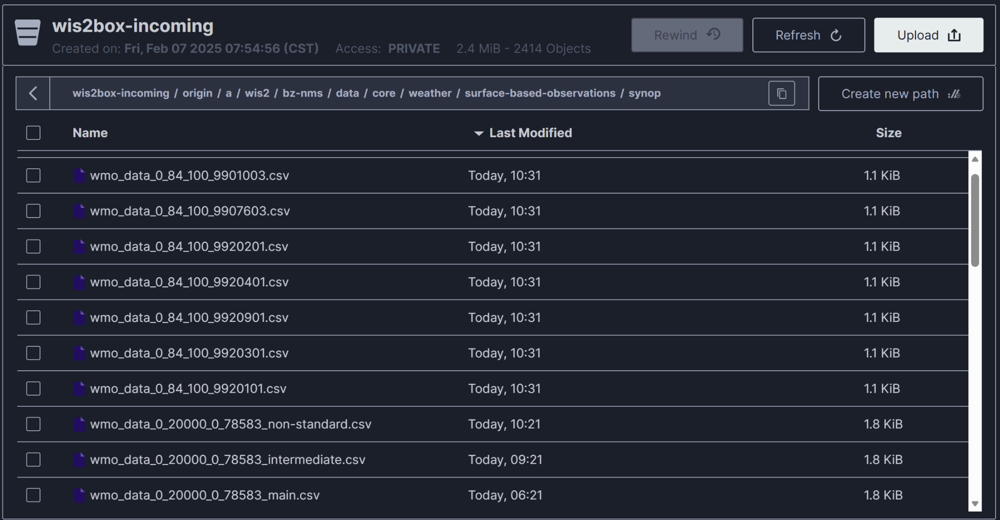 wis2box-incoming
Created on: Fri, Feb 07 2025 07:54:56 (CST) Access: PRIVATE 2.4 MiB - 2414 Objects
Rewind
Refresh
Upload
wis2box-incoming / origin / a / wis2 / bz-nms / data / core / weather / surface-based-observations / synop
Create new path
Name Last Modified Size
wmo_data_0_84_100_9901003.csv Today, 10:31 1.1 KiB
wmo_data_0_84_100_9907603.csv Today, 10:31 1.1 KiB
wmo_data_0_84_100_9920201.csv Today, 10:31 1.1 KiB
wmo_data_0_84_100_9920401.csv Today, 10:31 1.1 KiB
wmo_data_0_84_100_9920901.csv Today, 10:31 1.1 KiB
wmo_data_0_84_100_9920301.csv Today, 10:31 1.1 KiB
wmo_data_0_84_100_9920101.csv Today, 10:31 1.1 KiB
wmo_data_0_20000_0_78583_non-standard.csv Today, 10:21 1.8 KiB
wmo_data_0_20000_0_78583_intermediate.csv Today, 09:21 1.8 KiB
wmo_data_0_20000_0_78583_main.csv Today, 06:21 1.8 KiB